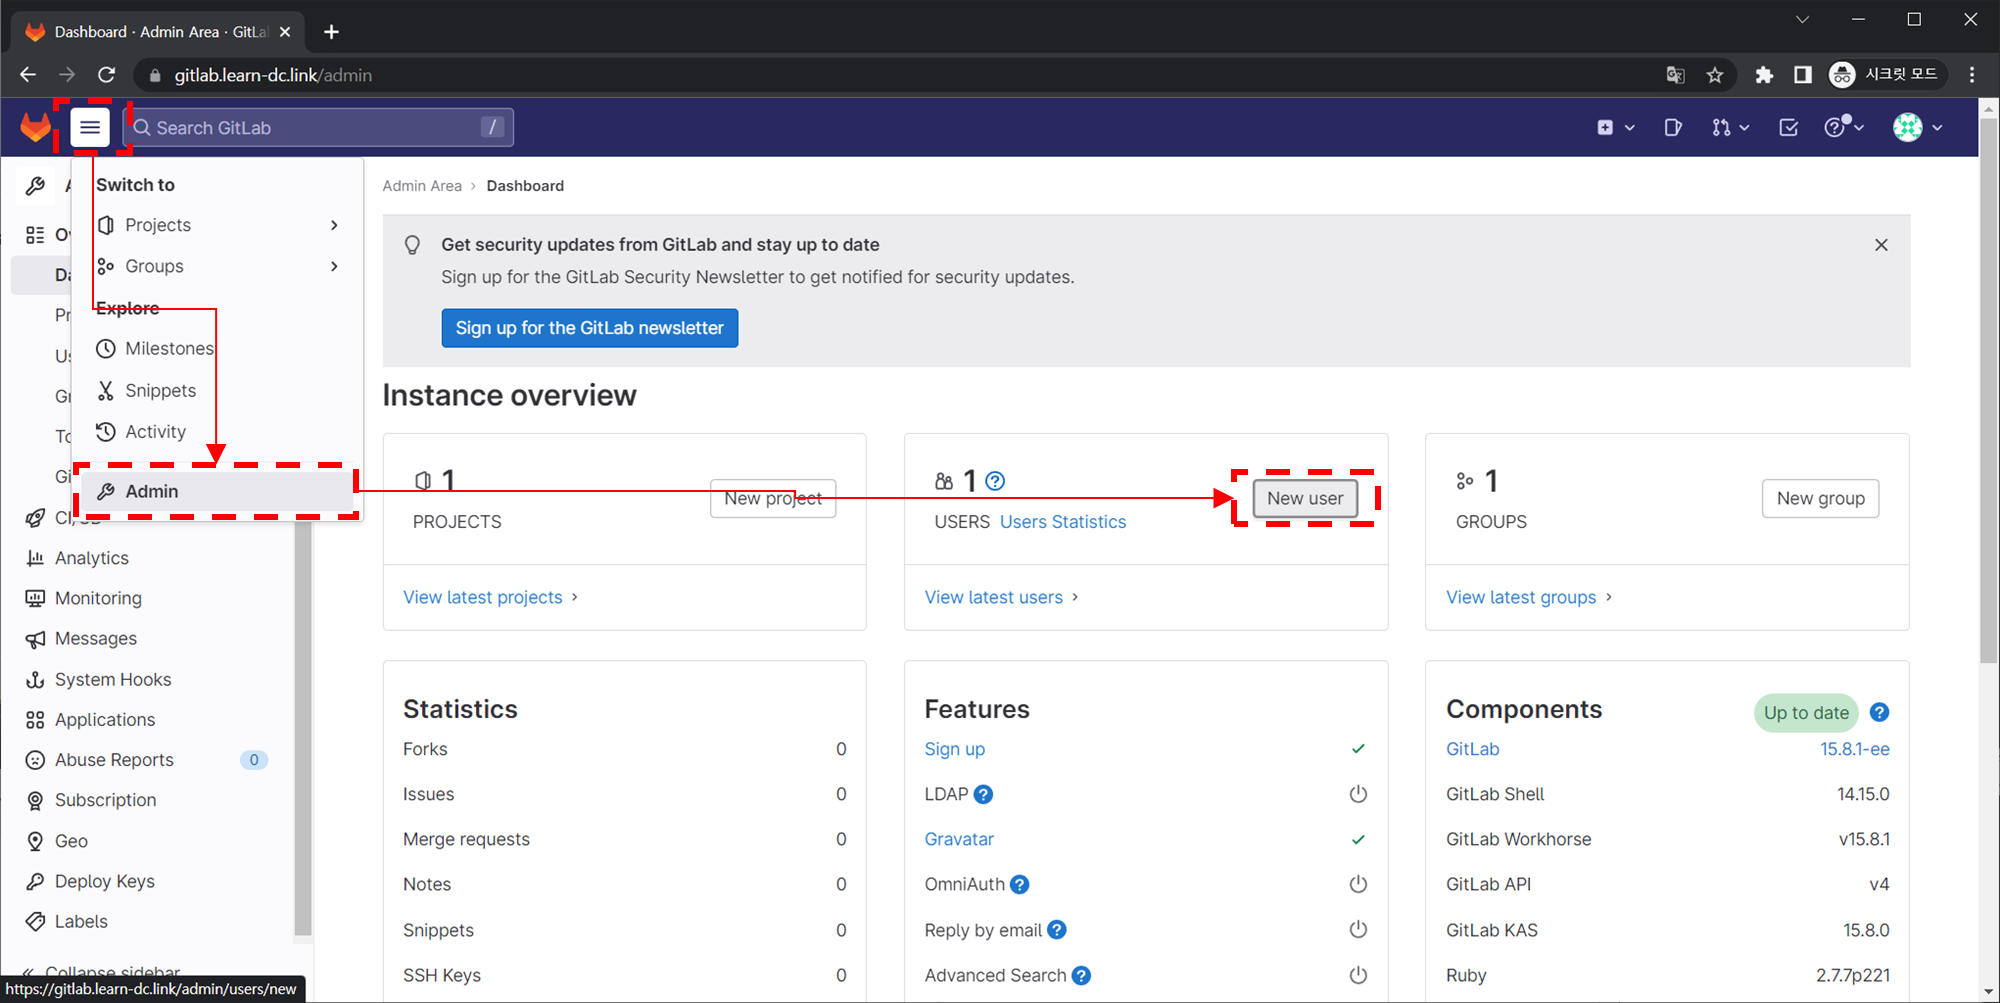 Dashboard · Admin Area · GitLa
gitlab.learn-dc.link/admin
시크릿 모드
Search GitLab
/
Switch to
Projects
Groups
Explore
Milestones
Snippets
Activity
Admin
Ov
Da
Pr
Us
Gr
To
Gi
CI/CD
Analytics
Monitoring
Messages
System Hooks
Applications
Abuse Reports 0
Subscription
Geo
Deploy Keys
Labels
Collapse sidebar
https://gitlab.learn-dc.link/admin/users/new
Admin Area › Dashboard
Get security updates from GitLab and stay up to date
Sign up for the GitLab Security Newsletter to get notified for security updates.
Sign up for the GitLab newsletter
Instance overview
1
PROJECTS
New project
View latest projects
1
USERS Users Statistics
New user
View latest users
1
GROUPS
New group
View latest groups
Statistics
Forks 0
Issues 0
Merge requests 0
Notes 0
Snippets 0
SSH Keys 0
Features
Sign up
LDAP
Gravatar
OmniAuth
Reply by email
Advanced Search
Components Up to date
GitLab 15.8.1-ee
GitLab Shell 14.15.0
GitLab Workhorse v15.8.1
GitLab API v4
GitLab KAS 15.8.0
Ruby 2.7.7p221